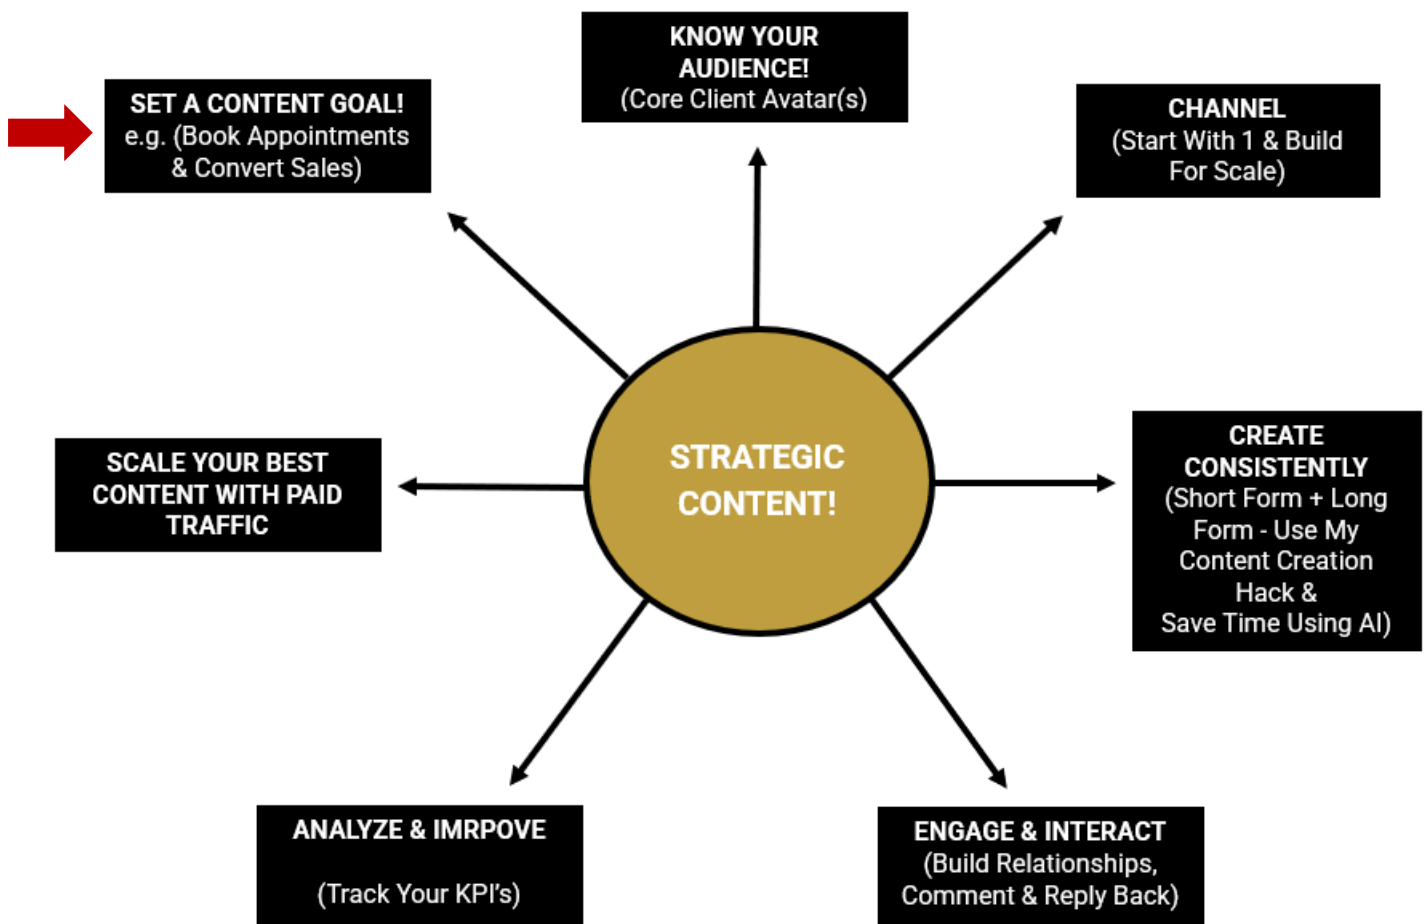 SET A CONTENT GOAL!
e.g. (Book Appointments
& Convert Sales)
KNOW YOUR
AUDIENCE!
(Core Client Avatar(s)
CHANNEL
(Start With 1 & Build
For Scale)
CREATE
CONSISTENTLY
(Short Form + Long
Form - Use My
Content Creation
Hack &
Save Time Using AI)
ENGAGE & INTERACT
(Build Relationships,
Comment & Reply Back)
ANALYZE & IMRPOVE
(Track Your KPI's)
SCALE YOUR BEST
CONTENT WITH PAID
TRAFFIC
STRATEGIC
CONTENT!